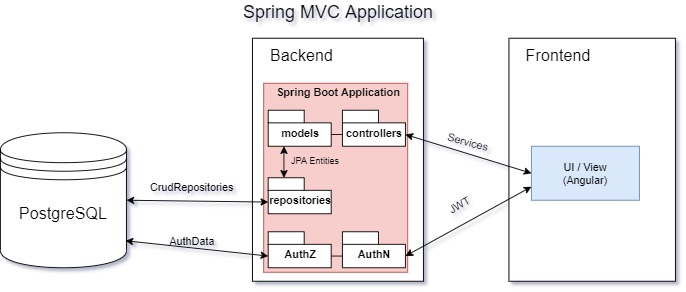 Spring MVC Application
Backend
Frontend
Spring Boot Application
models
controllers
JPA Entities
repositories
AuthZ
AuthN
PostgreSQL
CrudRepositories
AuthData
Services
JWT
UI / View
(Angular)